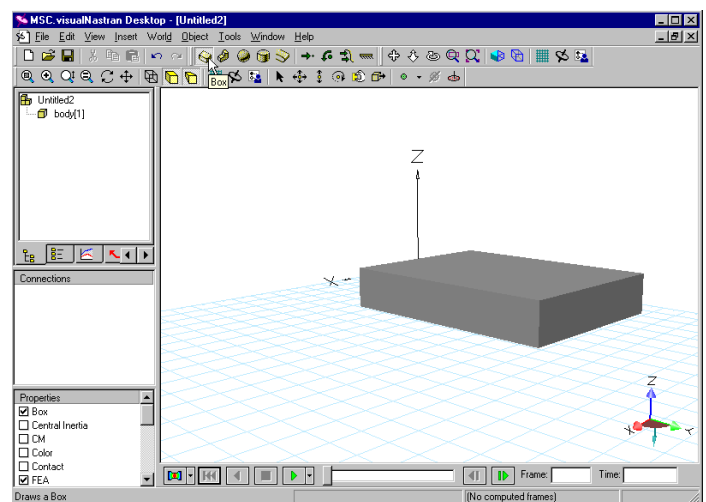 MSC.visualNastran Desktop - [Untitled2]
File Edit View Insert World Object Tools Window Help
Box
Untitled2
body[1]
Connections
Properties
Box
Central Inertia
CM
Color
Contact
FEA
Z
X
Z
X
Y
Frame:
Time:
Draws a Box
(No computed frames)